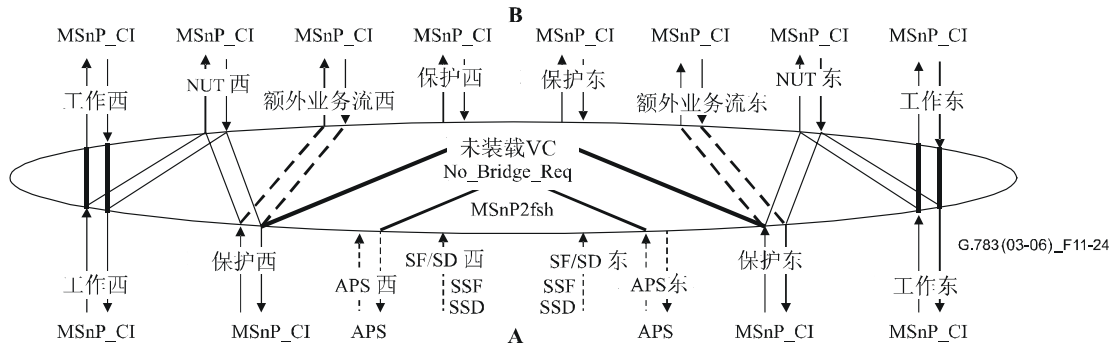 B
MSnP_CI MSnP_CI MSnP_CI MSnP_CI MSnP_CI MSnP_CI MSnP_CI MSnP_CI
工作西 NUT 西 额外业务流西 保护西 保护东 额外业务流东 NUT 东 工作东
未装载VC
No_Bridge_Req
MSnP2fsh
G.783(03-06)_F11-24
工作西 保护西 APS 西 SF/SD 西 SF/SD 东 APS东 保护东 工作东
SSF SSF
SSD SSD
MSnP_CI MSnP_CI APS APS MSnP_CI MSnP_CI
A